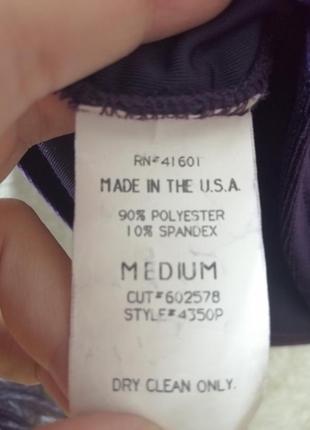 RN#41601
MADE IN THE U.S.A.
90% POLYESTER
10% SPANDEX
MEDIUM
CUT#602578
STYLE#4350P
DRY CLEAN ONLY.